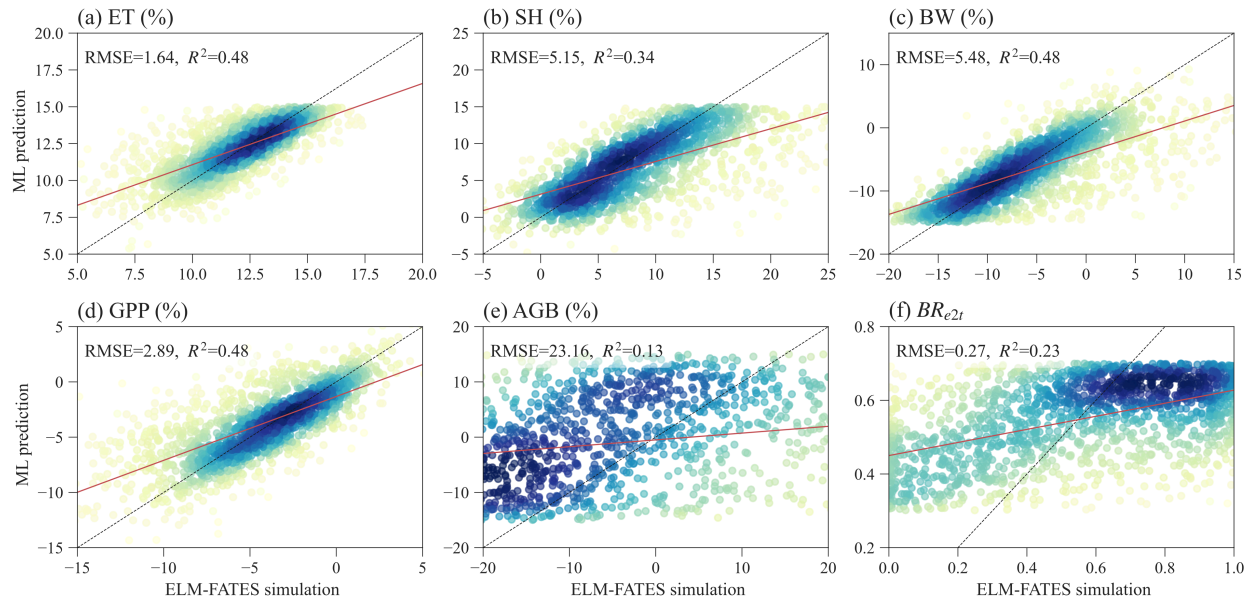 (a) ET (%)
RMSE=1.64, R²=0.48
20.0
17.5
15.0
12.5
10.0
7.5
5.0
ML prediction
5.0 7.5 10.0 12.5 15.0 17.5 20.0
(b) SH (%)
RMSE=5.15, R²=0.34
25
20
15
10
5
0
−5
−5 0 5 10 15 20 25
(c) BW (%)
RMSE=5.48, R²=0.48
10
0
−10
−20
−20 −15 −10 −5 0 5 10 15
(d) GPP (%)
RMSE=2.89, R²=0.48
5
0
−5
−10
−15
ML prediction
−15 −10 −5 0 5
ELM-FATES simulation
(e) AGB (%)
RMSE=23.16, R²=0.13
20
10
0
−10
−20
−20 −10 0 10 20
ELM-FATES simulation
(f) BRe2t
RMSE=0.27, R²=0.23
0.8
0.6
0.4
0.2
0.0 0.2 0.4 0.6 0.8 1.0
ELM-FATES simulation